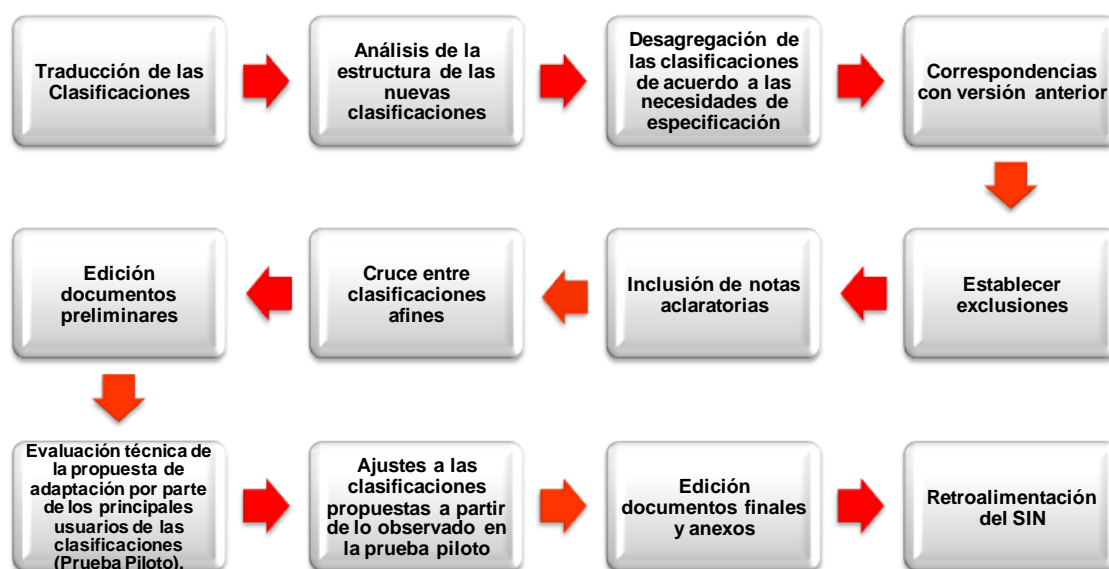 Traducción de las
Clasificaciones
Análisis de la
estructura de las
nuevas
clasificaciones
Desagregación de
las clasificaciones
de acuerdo a las
necesidades de
especificación
Correspondencias
con versión anterior
Establecer
exclusiones
Inclusión de notas
aclaratorias
Cruce entre
clasificaciones
afines
Edición
documentos
preliminares
Evaluación técnica de
la propuesta de
adaptación por parte
de los principales
usuarios de las
clasificaciones
(Prueba Piloto).
Ajustes a las
clasificaciones
propuestas a partir
de lo observado en
la prueba piloto
Edición
documentos finales
y anexos
Retroalimentación
del SIN